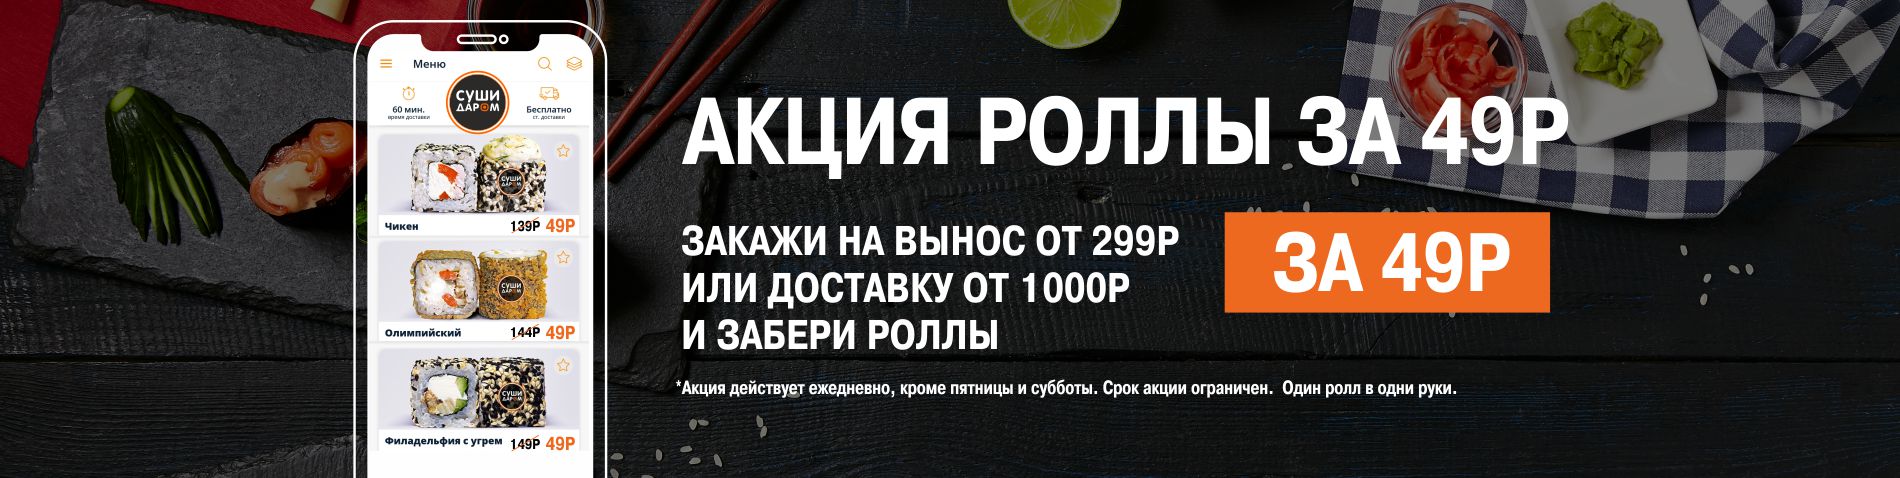 Меню
СУШИ
ДАРОМ
60 мин.
время доставки
Бесплатно
ст. доставки
СУШИ
ДАРОМ
Чикен
139Р 49Р
СУШИ
ДАРОМ
Олимпийский
144Р 49Р
СУШИ
ДАРОМ
Филадельфия с угрем
149Р 49Р
АКЦИЯ РОЛЛЫ ЗА 49Р
ЗАКАЖИ НА ВЫНОС ОТ 299Р
ИЛИ ДОСТАВКУ ОТ 1000Р
И ЗАБЕРИ РОЛЛЫ
ЗА 49Р
*Акция действует ежедневно, кроме пятницы и субботы. Срок акции ограничен. Один ролл в одни руки.